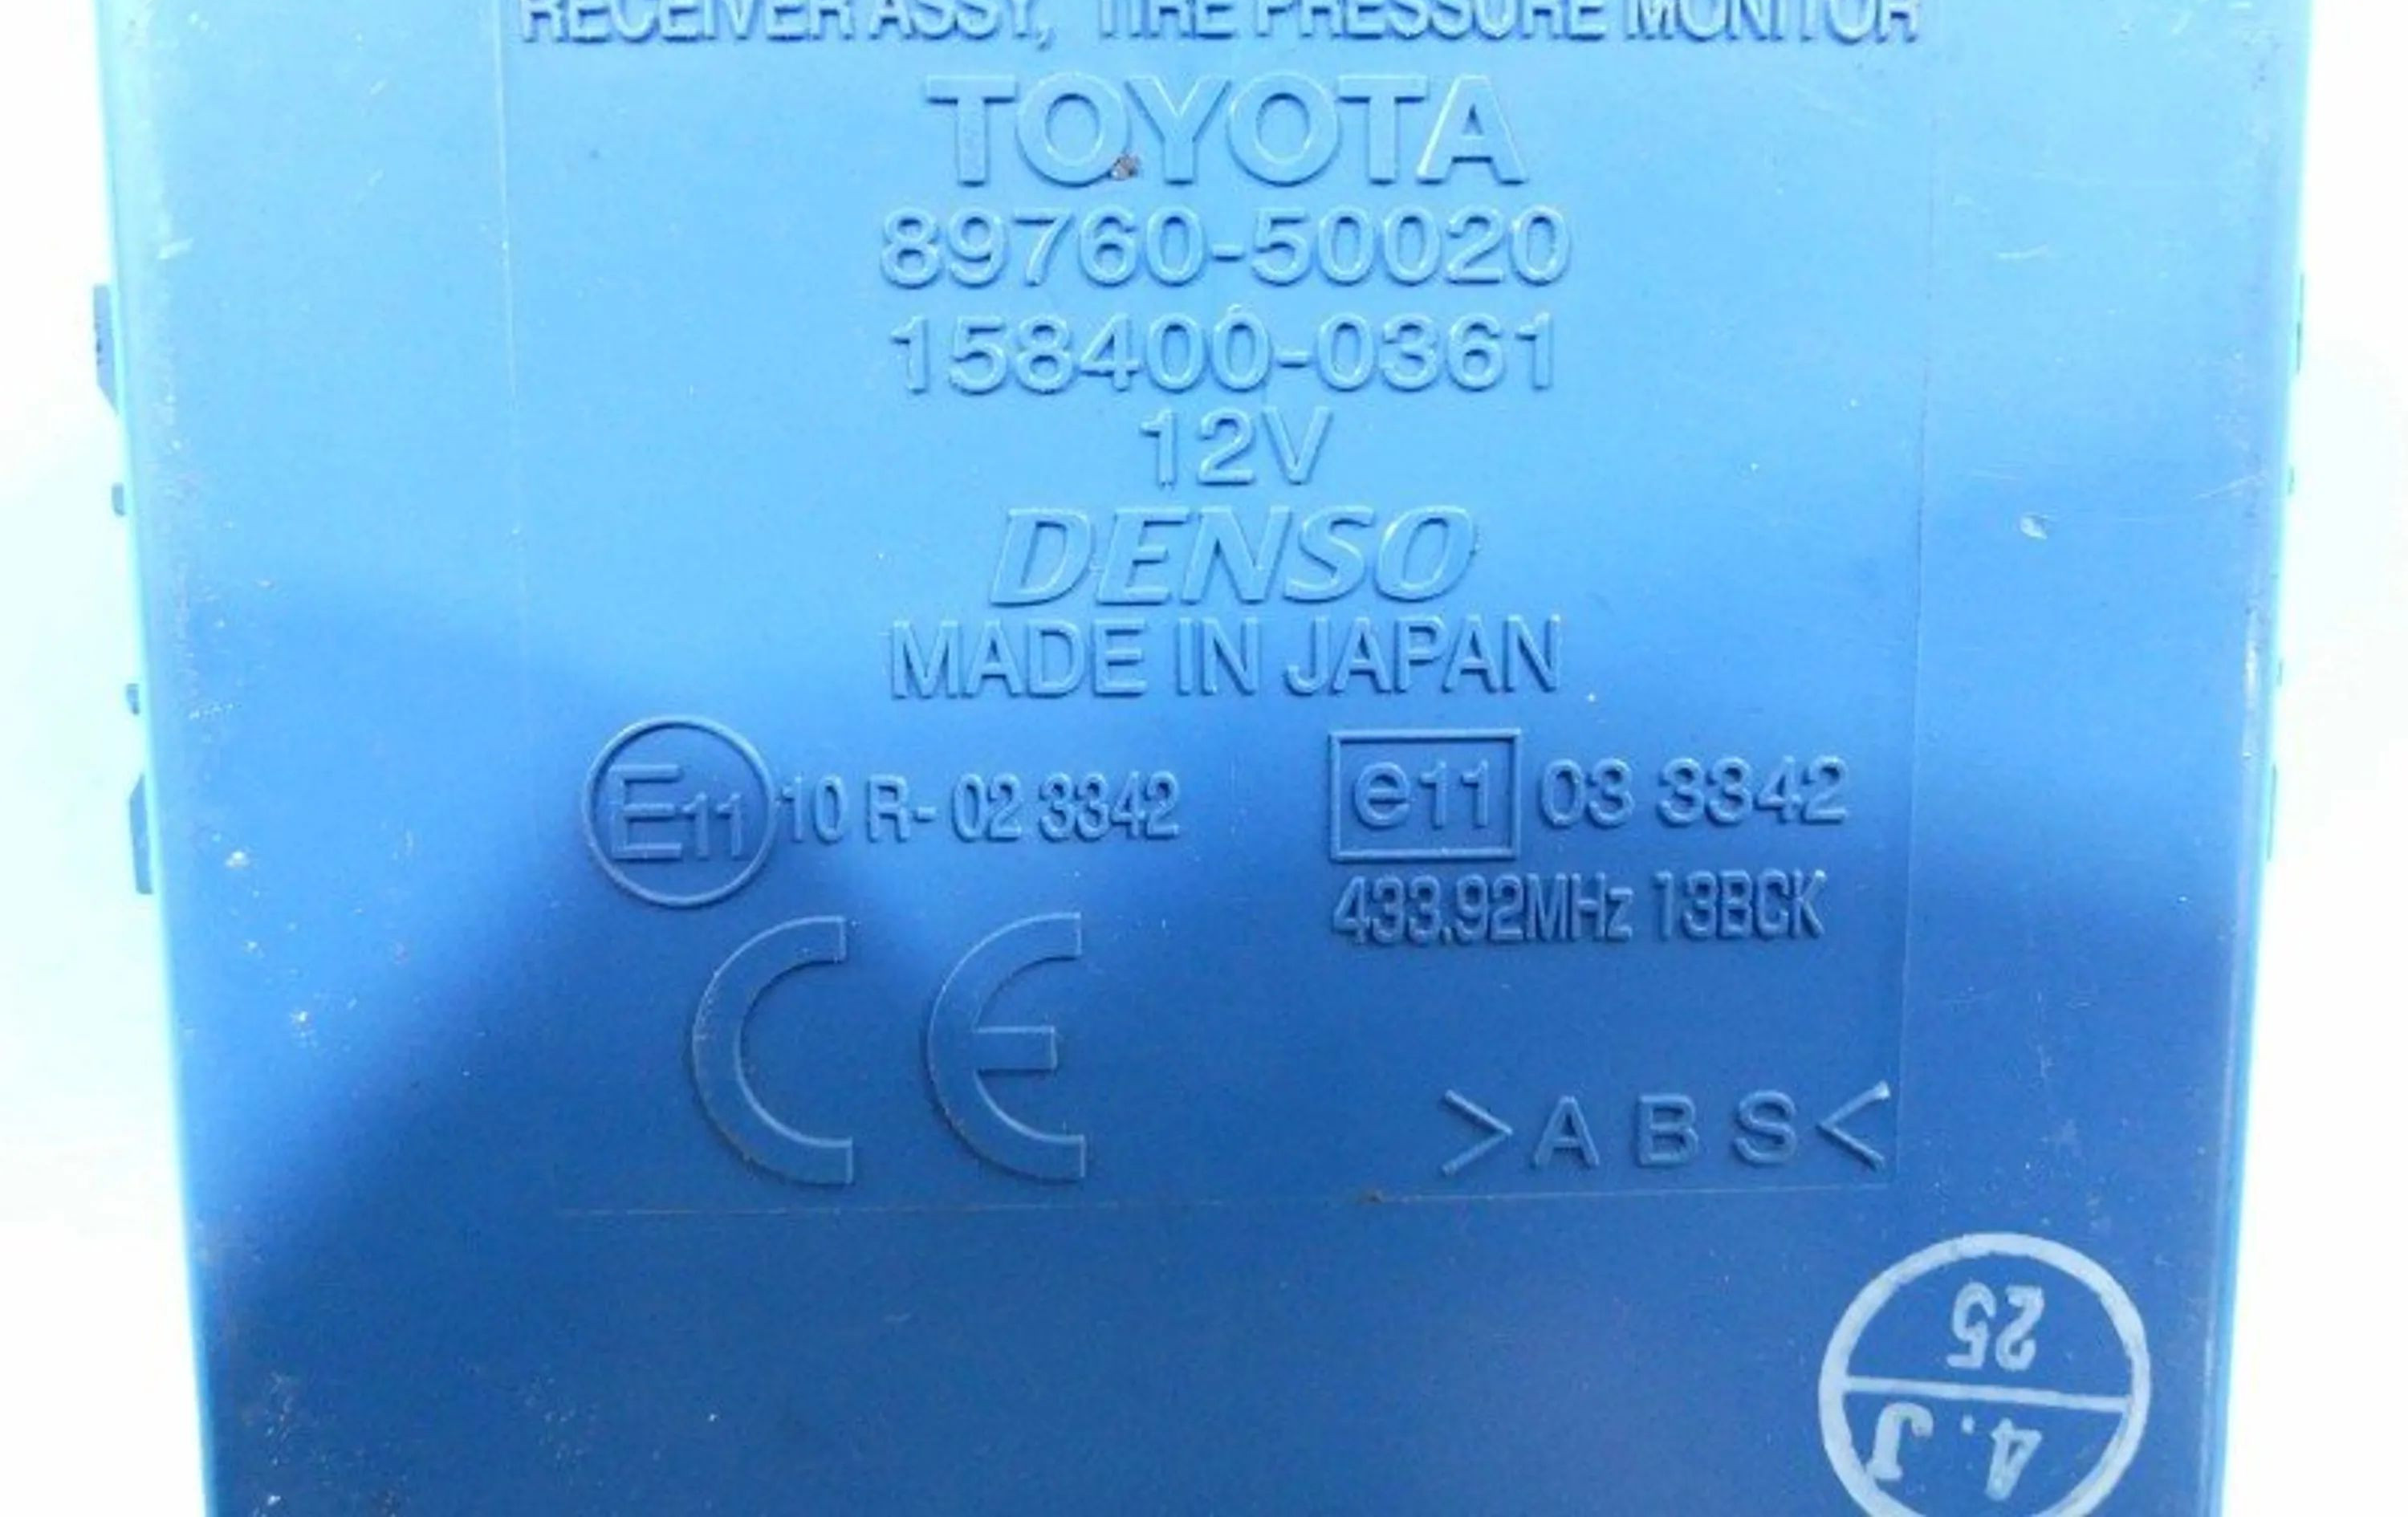 RECEIVER ASSY, TIRE PRESSURE MONITOR
TOYOTA
89760-50020
158400-0361
12V
DENSO
MADE IN JAPAN
E11 10 R- 02 3342
e11 03 3342
433.92MHz 13BCK
CE
>ABS<
4.J
25